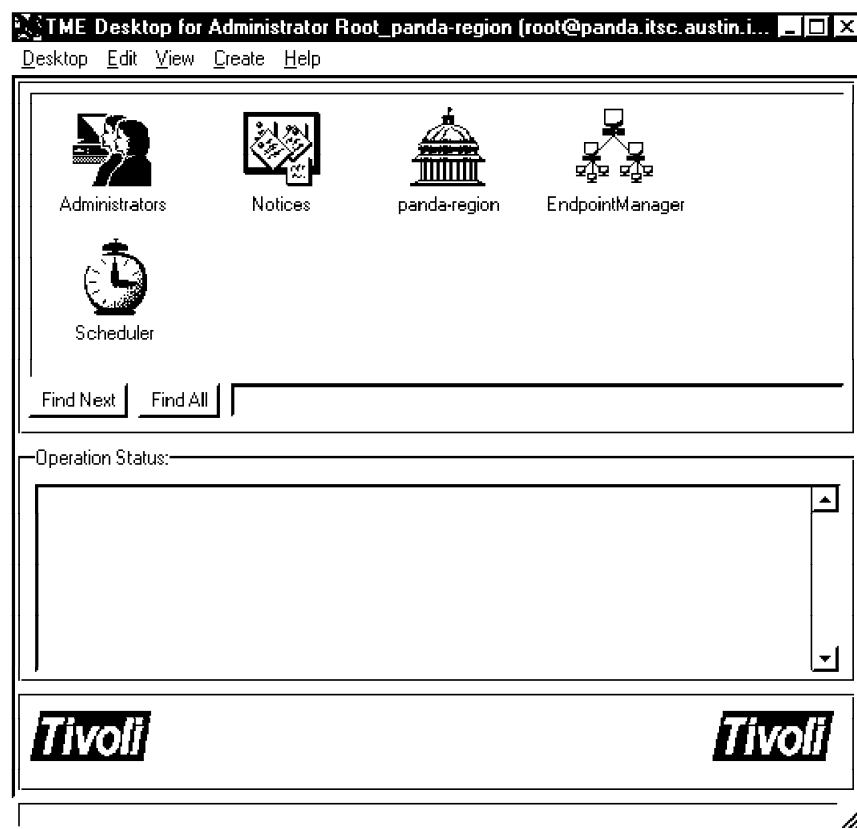 TME Desktop for Administrator Root_panda-region (root@panda.itsc.austin.i...
Desktop Edit View Create Help
Administrators Notices panda-region EndpointManager
Scheduler
Find Next Find All
Operation Status:
Tivoli Tivoli